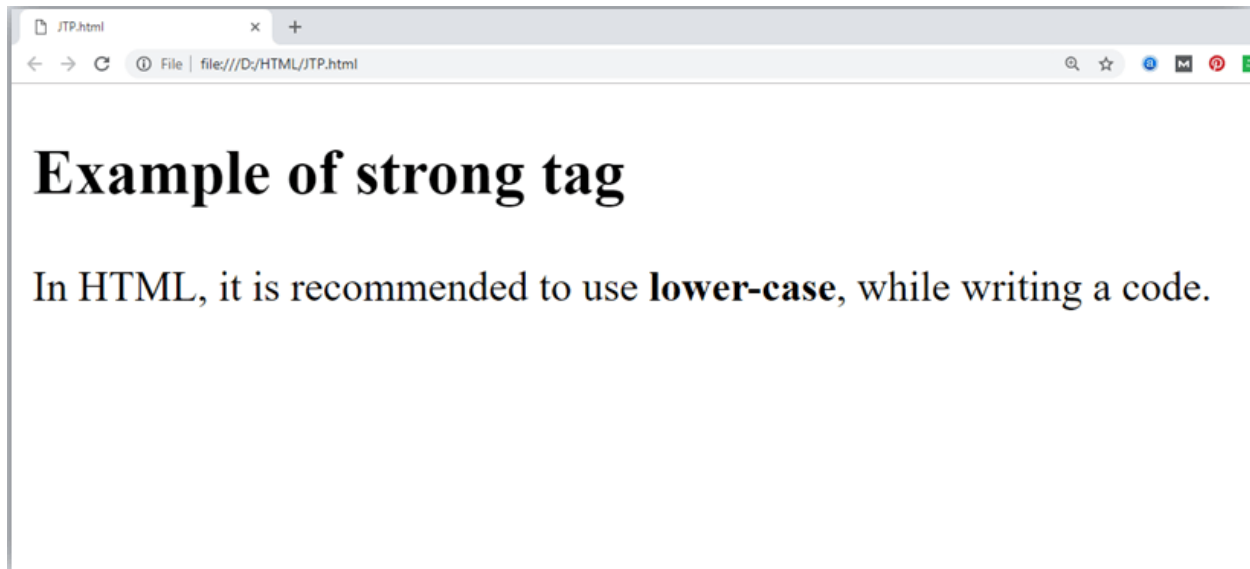 JTP.html
File | file:///D:/HTML/JTP.html
Example of strong tag
In HTML, it is recommended to use lower-case, while writing a code.